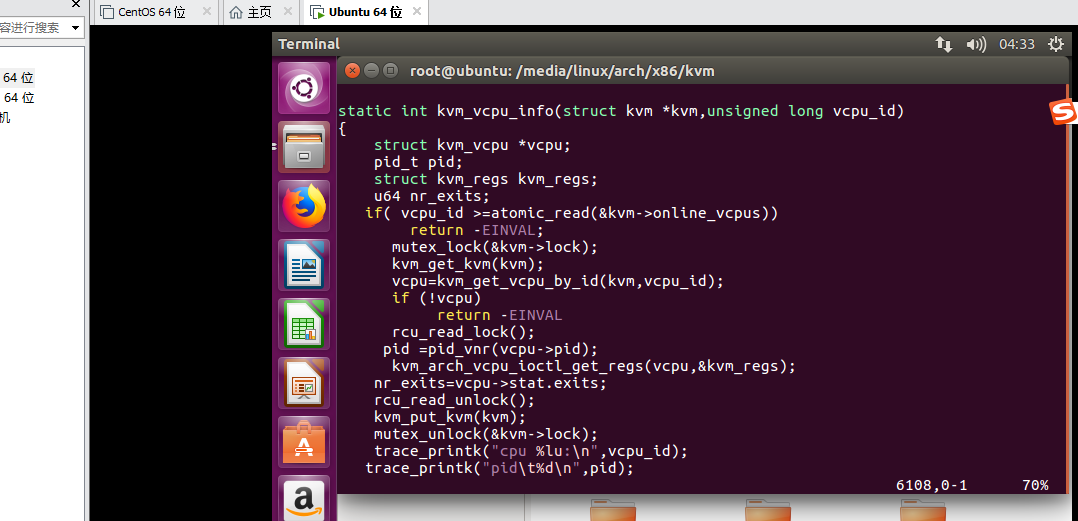 CentOS 64 位
主页
Ubuntu 64 位
容进行搜索
64 位
64 位
机
Terminal
04:33
root@ubuntu: /media/linux/arch/x86/kvm
static int kvm_vcpu_info(struct kvm *kvm,unsigned long vcpu_id)
{
struct kvm_vcpu *vcpu;
pid_t pid;
struct kvm_regs kvm_regs;
u64 nr_exits;
if( vcpu_id >=atomic_read(&kvm->online_vcpus))
return -EINVAL;
mutex_lock(&kvm->lock);
kvm_get_kvm(kvm);
vcpu=kvm_get_vcpu_by_id(kvm,vcpu_id);
if (!vcpu)
return -EINVAL
rcu_read_lock();
pid =pid_vnr(vcpu->pid);
kvm_arch_vcpu_ioctl_get_regs(vcpu,&kvm_regs);
nr_exits=vcpu->stat.exits;
rcu_read_unlock();
kvm_put_kvm(kvm);
mutex_unlock(&kvm->lock);
trace_printk("cpu %lu:\n",vcpu_id);
trace_printk("pid\t%d\n",pid);
6108,0-1 70%